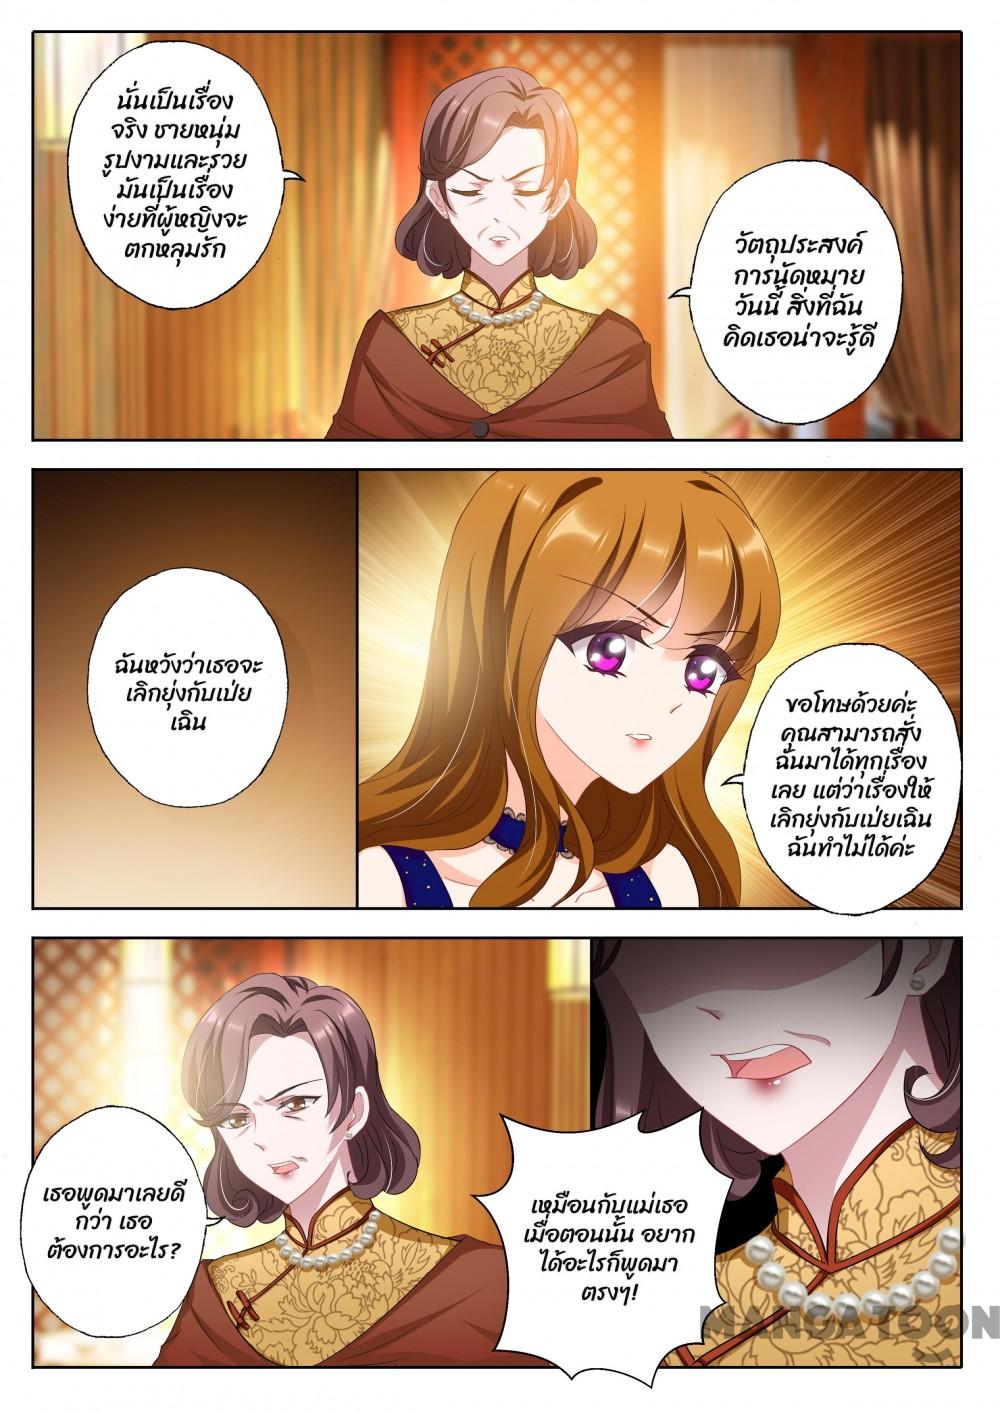 นั่นเป็นเรื่อง
จริง ชายหนุ่ม
รูปงามและรวย
มันเป็นเรื่อง
ง่ายที่ผู้หญิงจะ
ตกหลุมรัก
วัตถุประสงค์
การนัดหมาย
วันนี้ สิ่งที่ฉัน
คิดเธอน่าจะรู้ดี
ฉันหวังว่าเธอจะ
เลิกยุ่งกับเป่ย
เฉิน
ขอโทษด้วยค่ะ
คุณสามารถสั่ง
ฉันมาได้ทุกเรื่อง
เลย แต่ว่าเรื่องให้
เลิกยุ่งกับเป่ยเฉิน
ฉันทำไม่ได้ค่ะ
เธอพูดมาเลยดี
กว่า เธอ
ต้องการอะไร?
เหมือนกับแม่เธอ
เมื่อตอนนั้น อยาก
ได้อะไรก็พูดมา
ตรงๆ!
MANGATOON